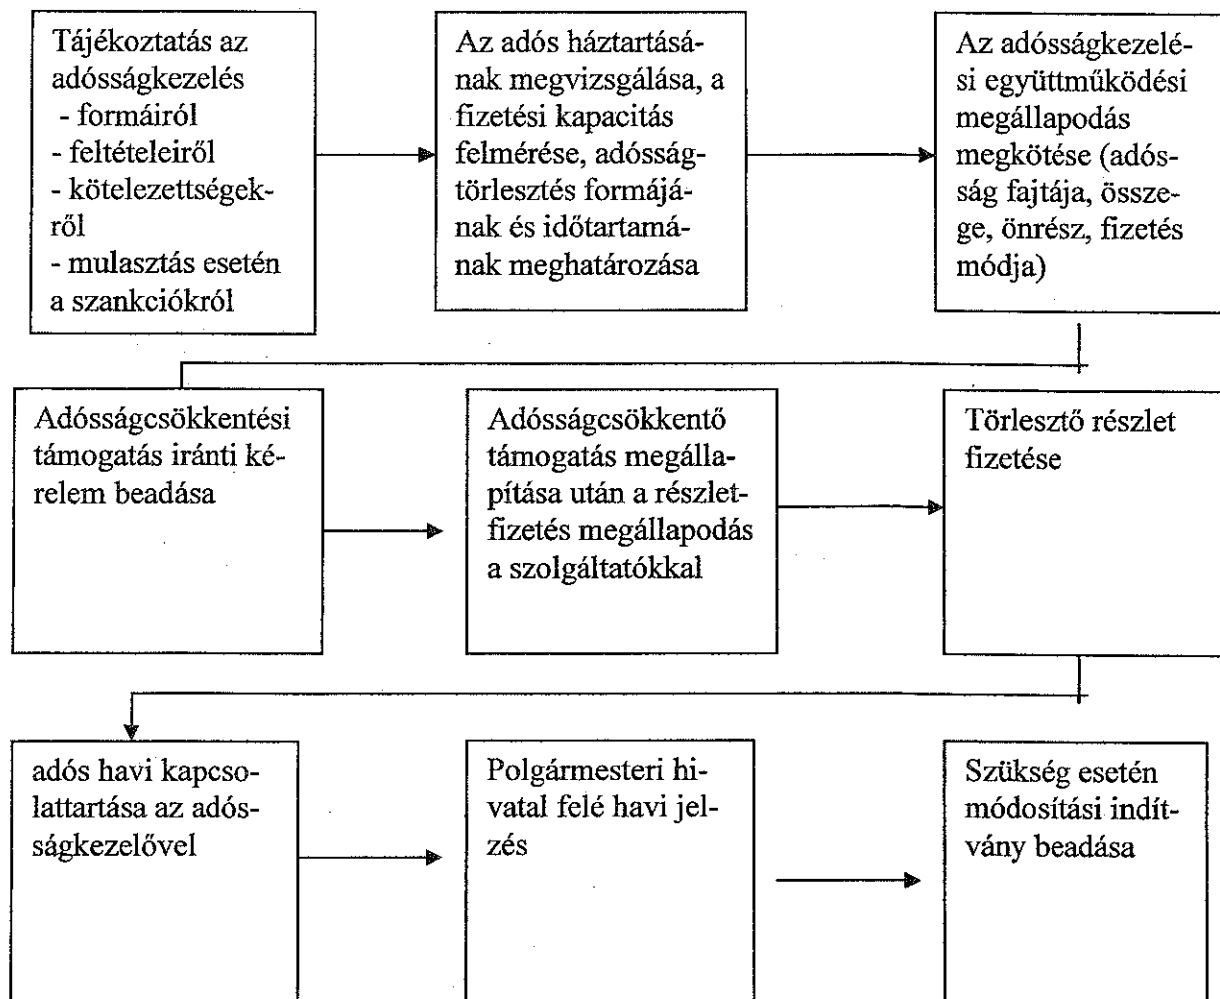 Tájékoztatás az
adósságkezelés
- formáiról
- feltételeiről
- kötelezettségek-
ről
- mulasztás esetén
a szankciókról
Az adós háztartásá-
nak megvizsgálása, a
fizetési kapacitás
felmérése, adósság-
törlesztés formájá-
nak és időtartamá-
nak meghatározása
Az adósságkezelé-
si együttműködési
megállapodás
megkötése (adós-
ság fajtája, össze-
ge, önrész, fizetés
módja)
Adósságcsökkentési
támogatás iránti ké-
relem beadása
Adósságcsökkentő
támogatás megálla-
pítása után a részlet-
fizetés megállapodás
a szolgáltatókkal
Törlesztő részlet
fizetése
adós havi kapcso-
lattartása az adós-
ságkezelővel
Polgármesteri hi-
vatal felé havi jel-
zés
Szükség esetén
módosítási indít-
vány beadása